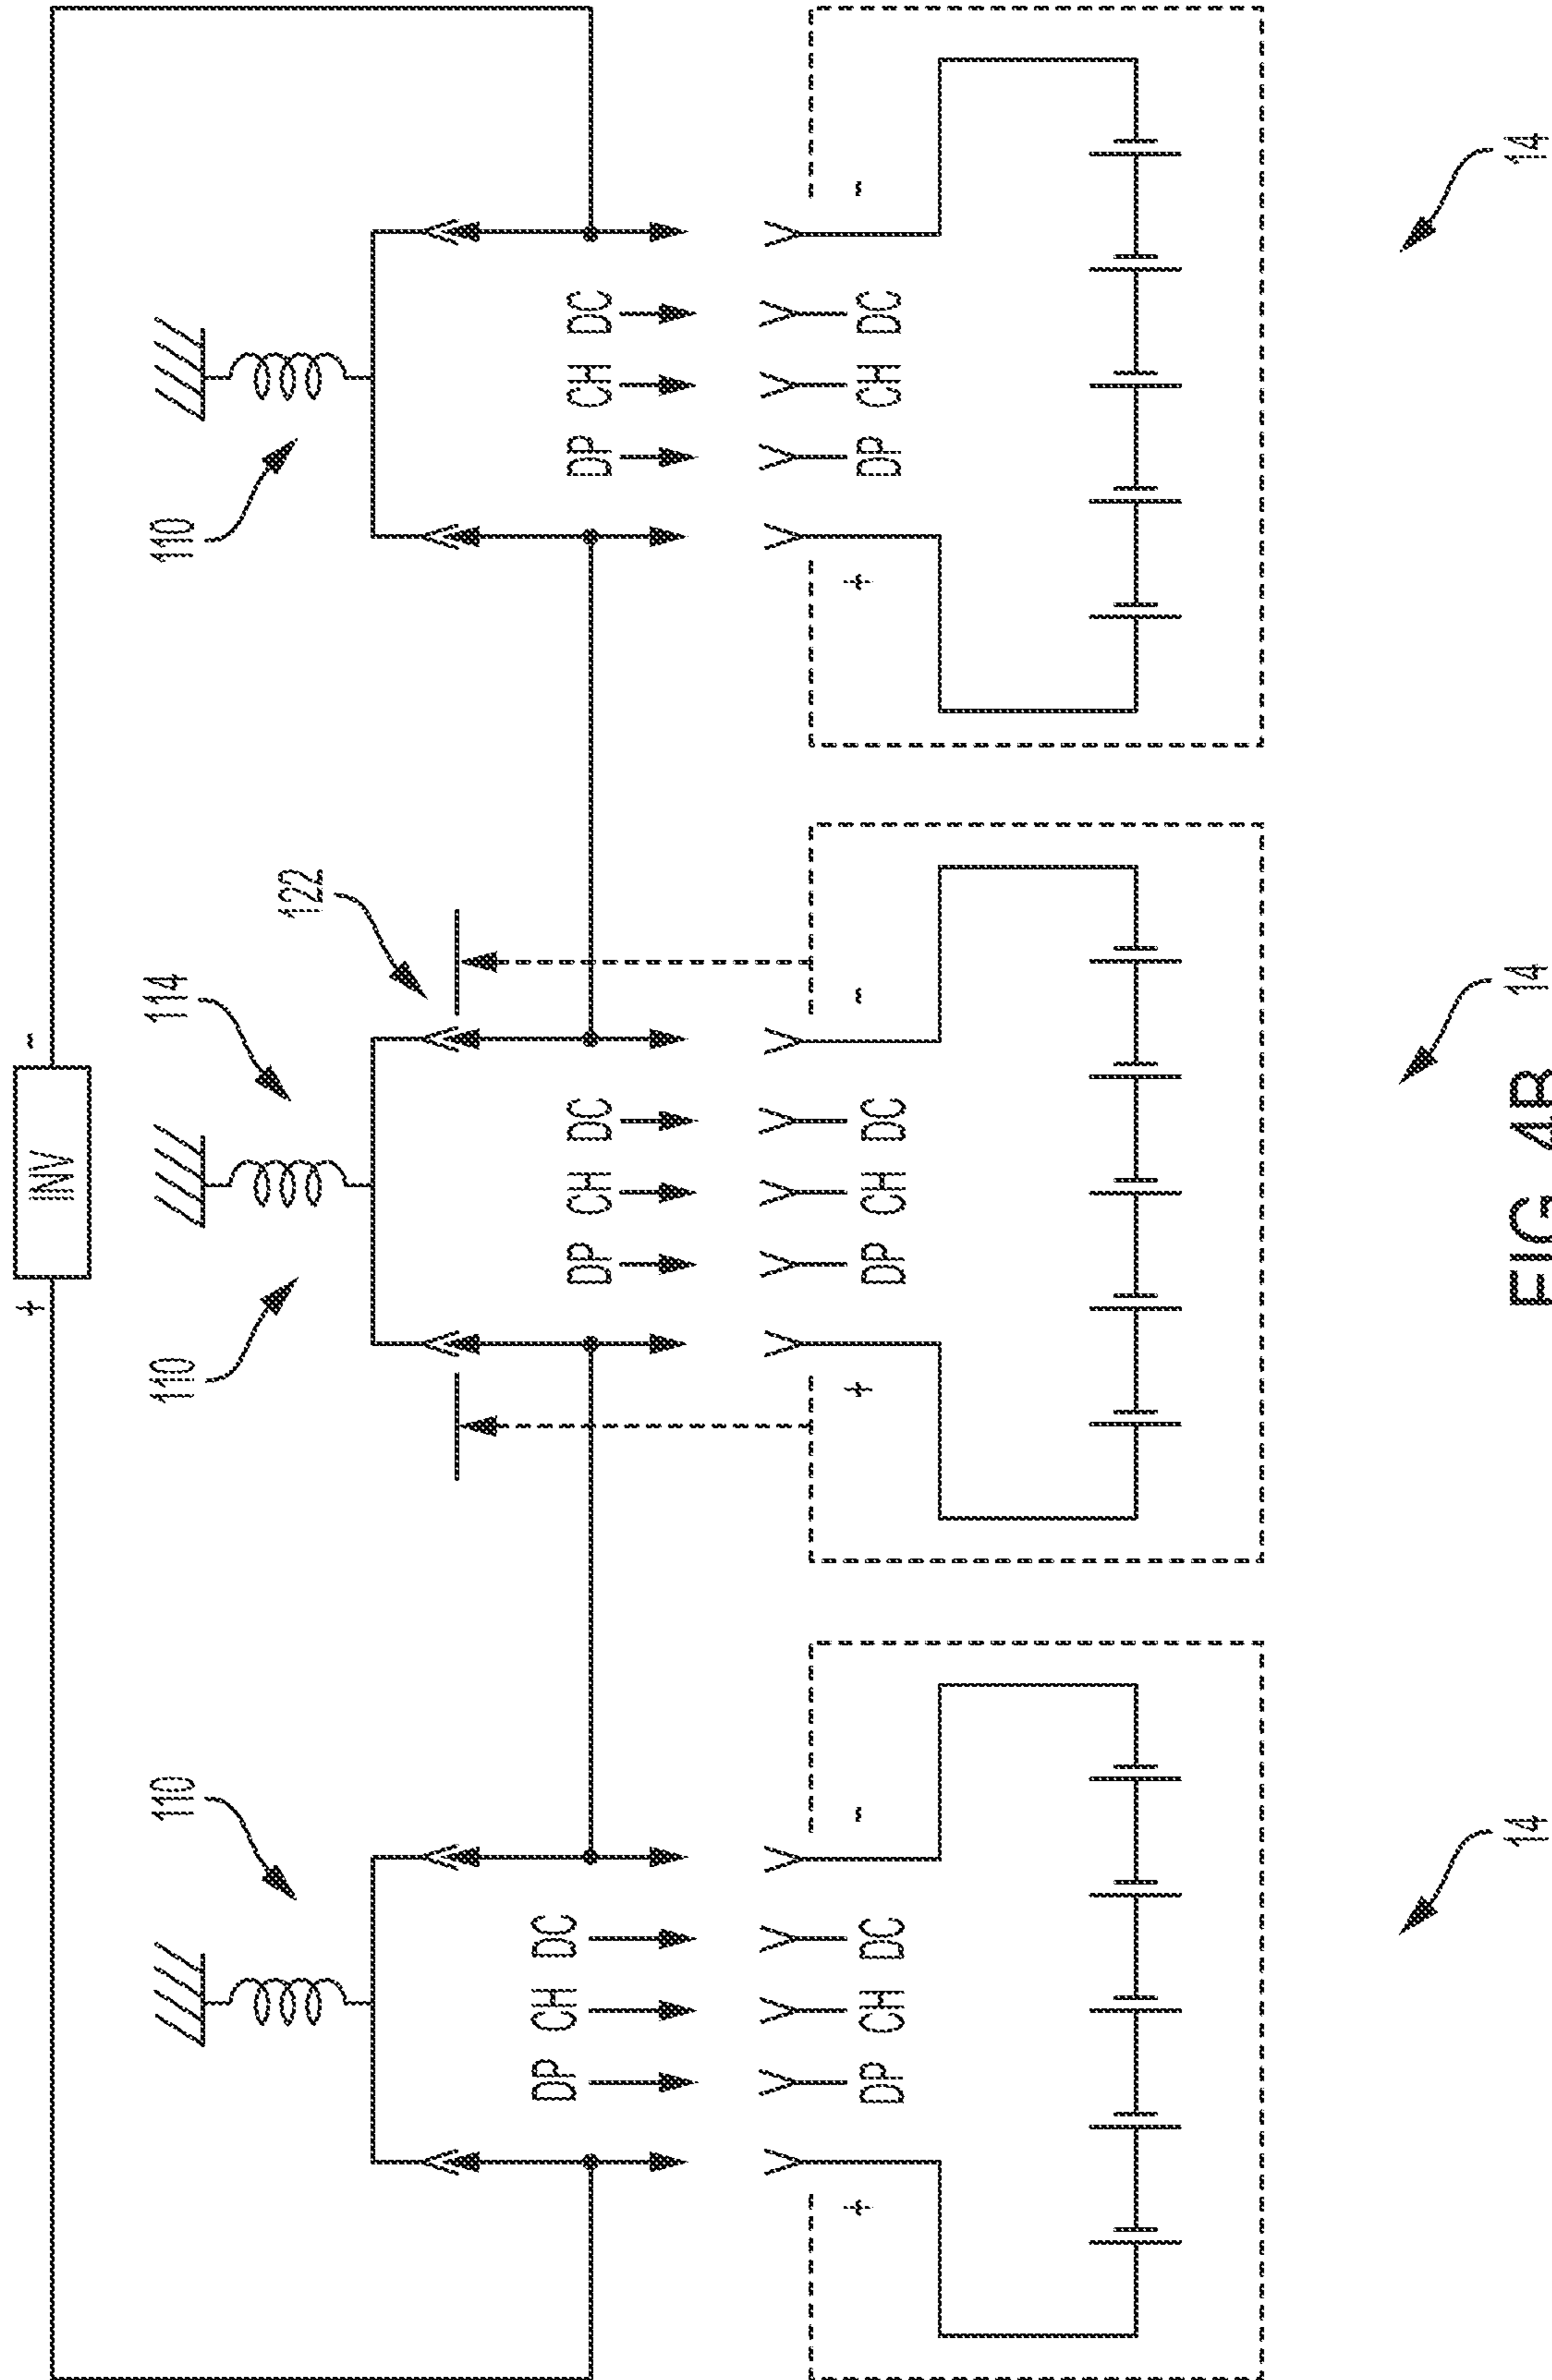 + INV -
110 110 114 110
122
DP CH DC DP CH DC DP CH DC
+ DP CH DC - + DP CH DC - + DP CH DC -
14 14 14
FIG 4B